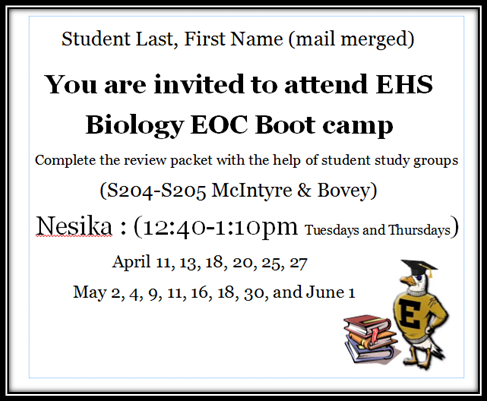 Student Last, First Name (mail merged)
You are invited to attend EHS
Biology EOC Boot camp
Complete the review packet with the help of student study groups
(S204-S205 McIntyre & Bovey)
Nesika : (12:40-1:10pm Tuesdays and Thursdays)
April 11, 13, 18, 20, 25, 27
May 2, 4, 9, 11, 16, 18, 30, and June 1
E